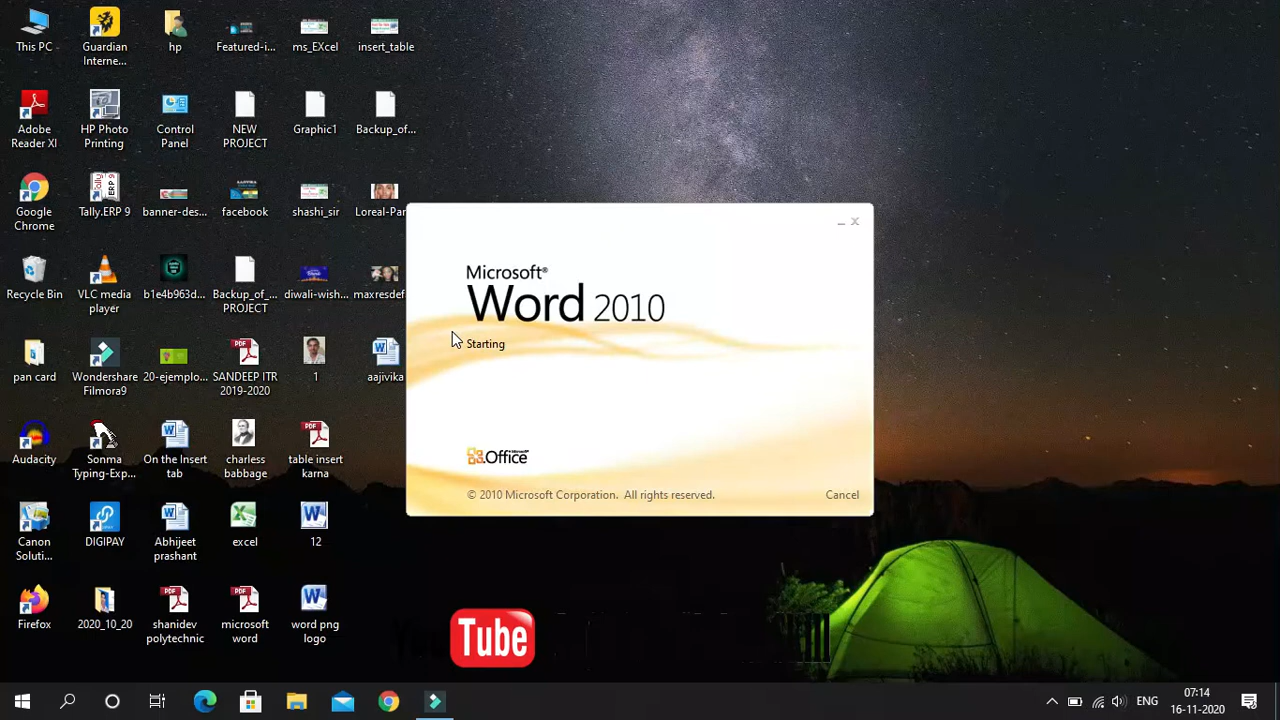 This PC
Guardian
Interne...
hp
Featured-i...
ms_EXcel
insert_table
Adobe
Reader XI
HP Photo
Printing
Control
Panel
NEW
PROJECT
Graphic1
Backup_of...
Google
Chrome
Tally.ERP 9
banner-des...
facebook
shashi_sir
Loreal-Par
Recycle Bin
VLC media
player
b1e4b963d...
Backup_of_...
PROJECT
diwali-wish...
maxresdef
pan card
Wondershare
Filmora9
20-ejemplo...
SANDEEP ITR
2019-2020
1
aajivika
Audacity
Sonma
Typing-Exp...
On the Insert
tab
charless
babbage
table insert
karna
Canon
Soluti...
DIGIPAY
Abhijeet
prashant
excel
12
Firefox
2020_10_20
shanidev
polytechnic
microsoft
word
word png
logo
Microsoft®
Word 2010
Starting
Microsoft®
Office
© 2010 Microsoft Corporation. All rights reserved.
Cancel
Tube
ENG
07:14
16-11-2020